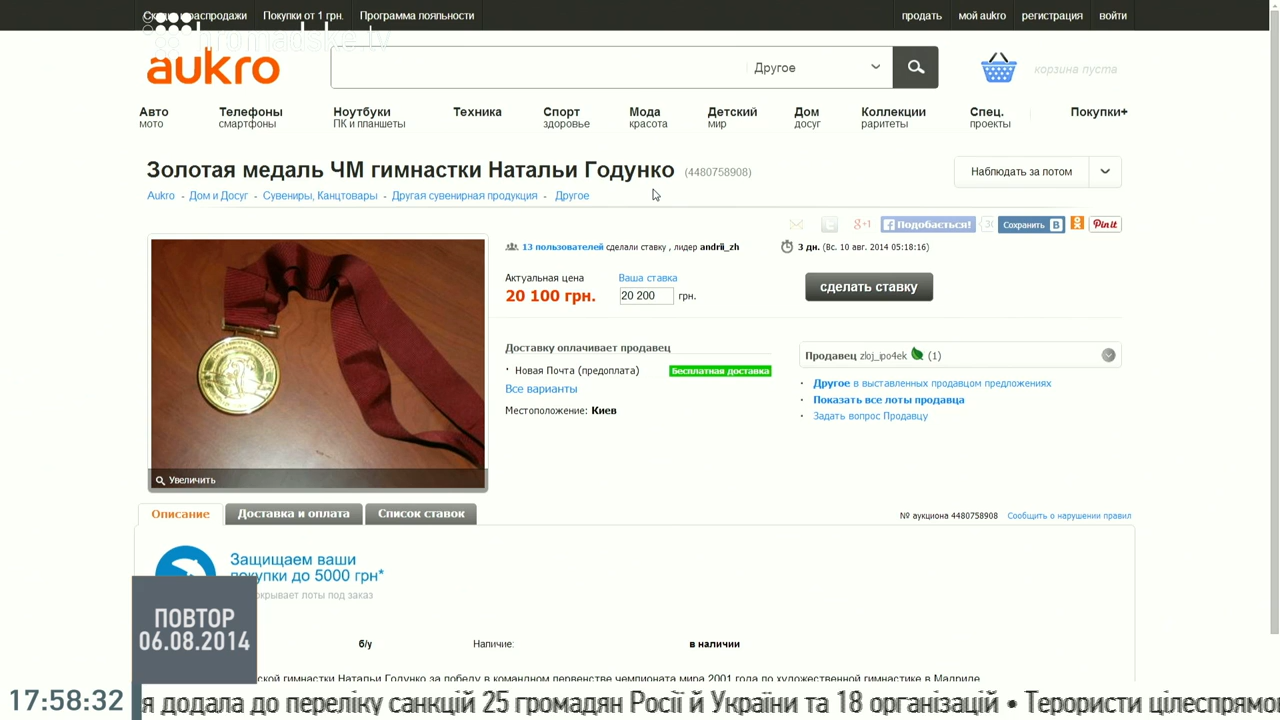 Скидки и распродажи Покупки от 1 грн. Программа лояльности продать мой aukro регистрация войти
hromadske.tv
aukro
Другое
корзина пуста
Авто Телефоны Ноутбуки Техника Спорт Мода Детский Дом Коллекции Спец. Покупки+
мото смартфоны ПК и планшеты здоровье красота мир досуг раритеты проекты
Золотая медаль ЧМ гимнастки Натальи Годунко (4480758908)
Наблюдать за потом
Aukro - Дом и Досуг - Сувениры, Канцтовары - Другая сувенирная продукция - Другое
g+1 Подобається! Сохранить B Pin it
13 пользователей сделали ставку , лидер andrii_zh 3 дн. (Вс. 10 авг. 2014 05:18:16)
Актуальная цена Ваша ставка
20 100 грн. 20 200 грн. сделать ставку
Доставку оплачивает продавец
Продавец zloj_ipo4ek (1)
· Новая Почта (предоплата) Бесплатная доставка
Все варианты
· Другое в выставленных продавцом предложениях
· Показать все лоты продавца
Местоположение: Киев
· Задать вопрос Продавцу
Увеличить
Описание Доставка и оплата Список ставок
№ аукциона 4480758908 Сообщить о нарушении правил
Защищаем ваши
покупки до 5000 грн*
окрывает лоты под заказ
ПОВТОР
06.08.2014
б/у Наличие: в наличии
ской гимнастки Натальи Годунко за победу в командном первенстве чемпионата мира 2001 года по художественной гимнастике в Мадриде
17:58:32 я додала до переліку санкцій 25 громадян Росії й України та 18 організацій • Терористи цілеспрямо